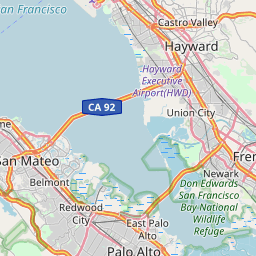 San Francisco
Castro Valley
Hayward
Hayward
Executive
Airport(HWD)
CA 92
Union City
San Mateo
Belmont
Newark
Don Edwards
San Francisco
Bay National
Wildlife
Refuge
Redwood
City
East Palo
Alto
Palo Alto